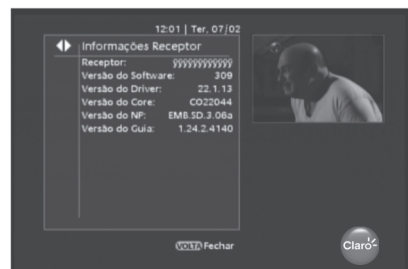 12:01 | Ter, 07/02
Informações Receptor
Receptor: ÿÿÿÿÿÿÿÿÿÿÿÿ
Versão do Software: 309
Versão do Driver: 22.1.13
Versão do Core: CO22044
Versão do NP: EMB.SD.3.06a
Versão do Guia: 1.24.2.4140
VOLTA Fechar
Claro